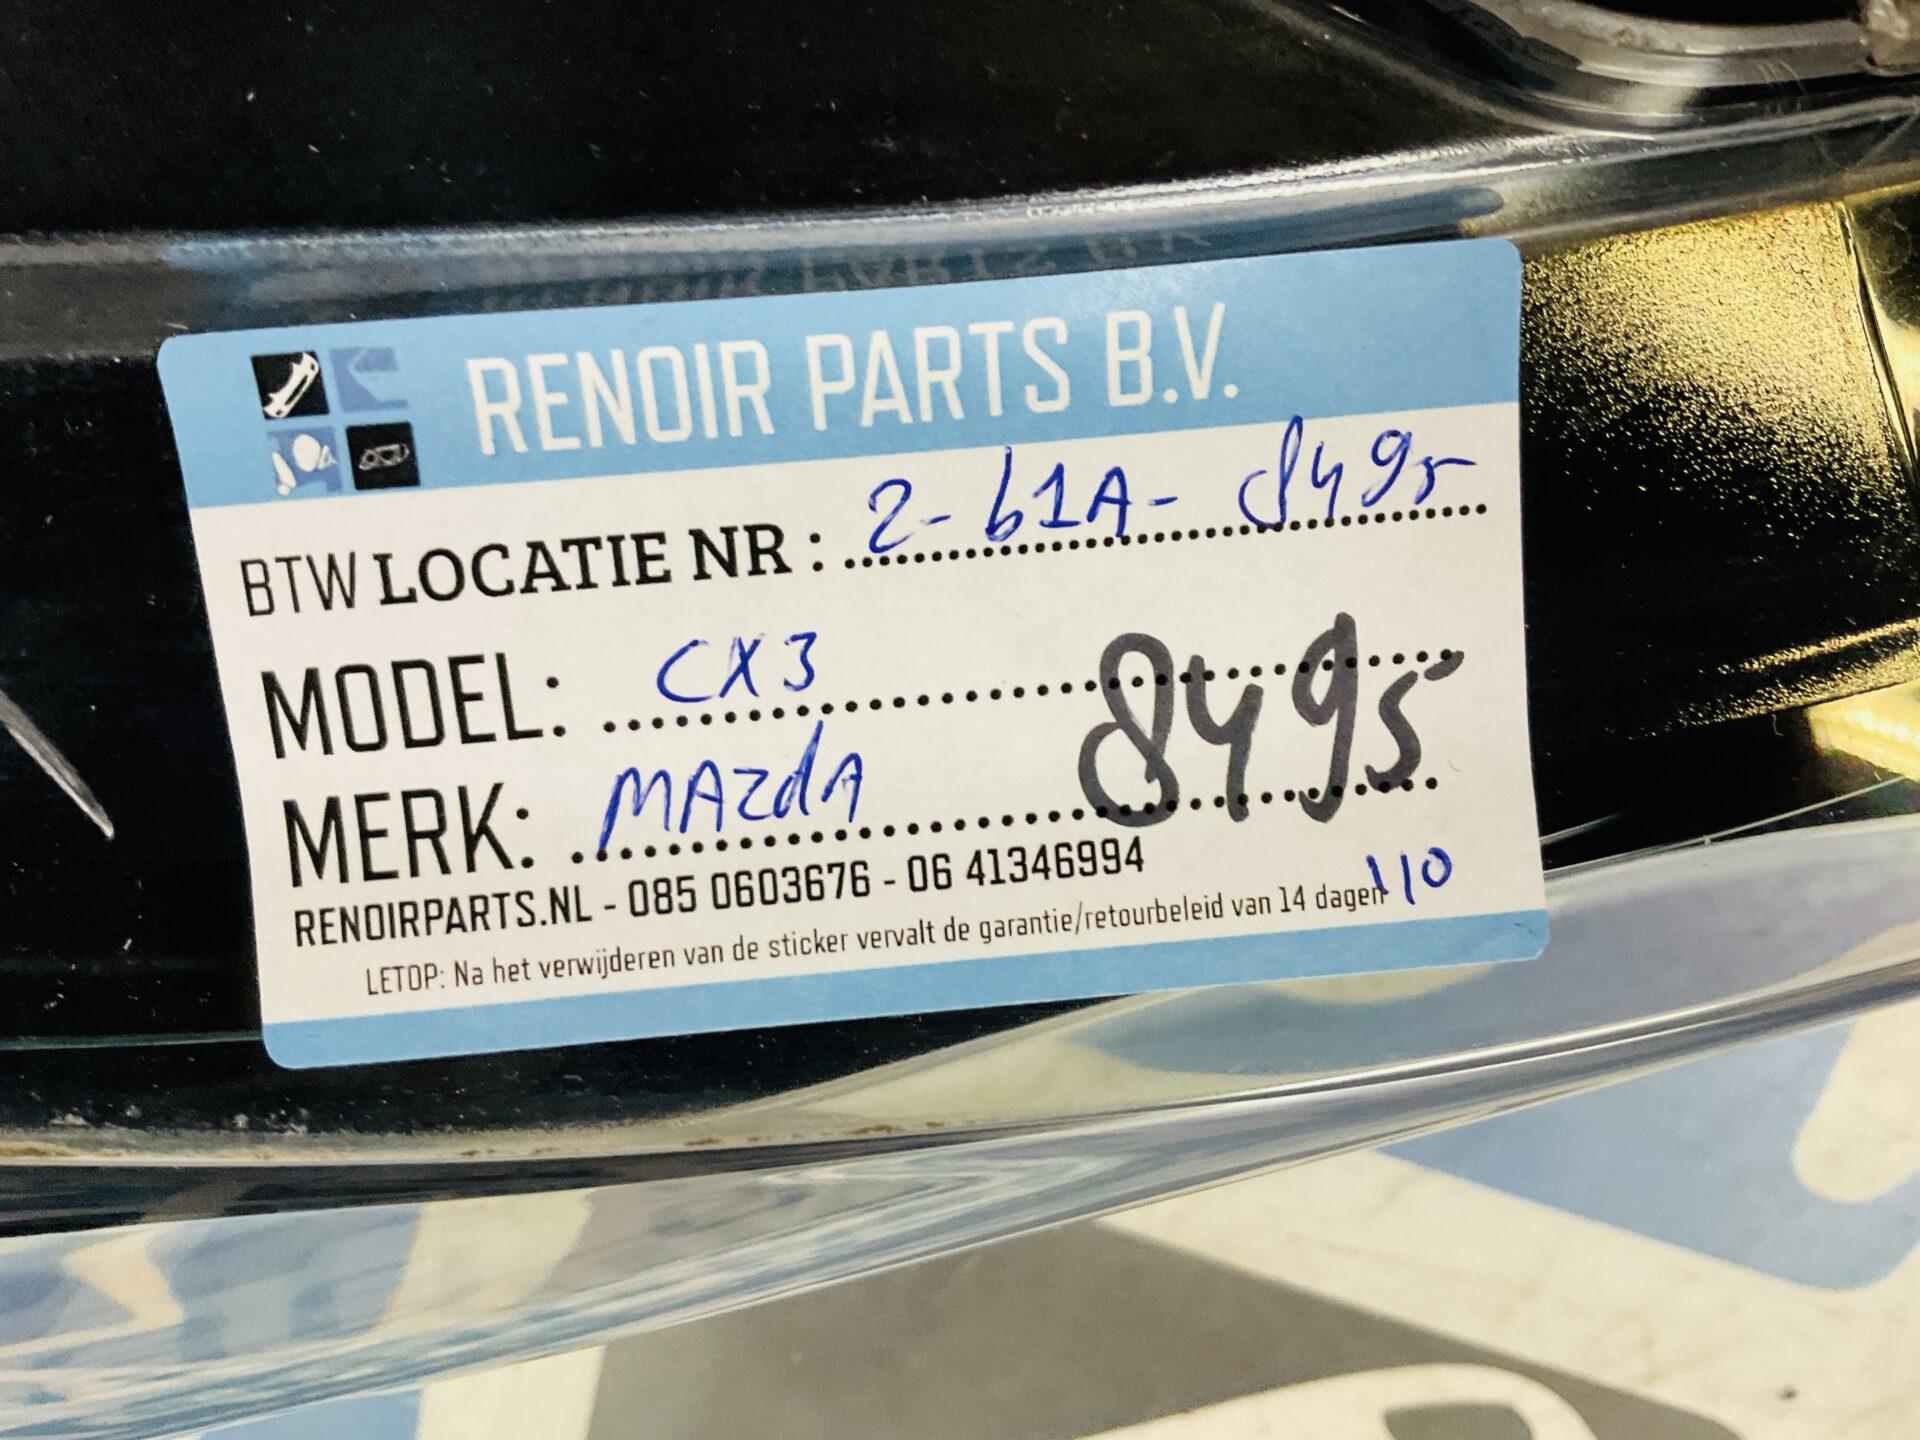 RENOIR PARTS B.V.
BTW LOCATIE NR : 2-61A-8495
MODEL: CX3
8495
MERK: MAzdA
RENOIRPARTS.NL - 085 0603676 - 06 41346994
110
LETOP: Na het verwijderen van de sticker vervalt de garantie/retourbeleid van 14 dagen